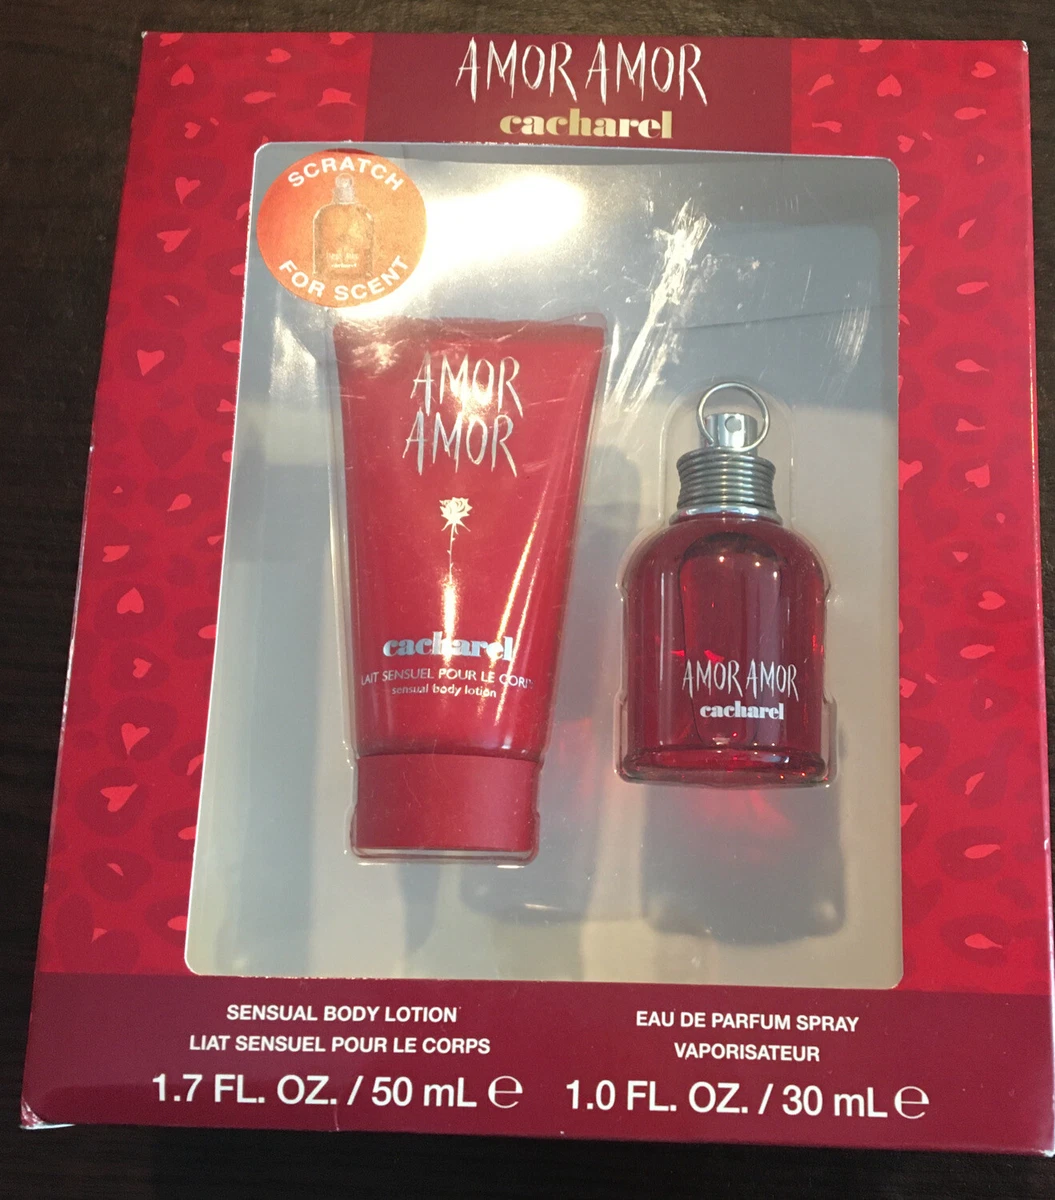 AMOR AMOR
cacharel
SCRATCH
FOR SCENT
AMOR
AMOR
cacharel
LAIT SENSUEL POUR LE CORPS
sensual body lotion
AMOR AMOR
cacharel
SENSUAL BODY LOTION
LIAT SENSUEL POUR LE CORPS
1.7 FL. OZ. / 50 mL ℮
EAU DE PARFUM SPRAY
VAPORISATEUR
1.0 FL. OZ. / 30 mL ℮